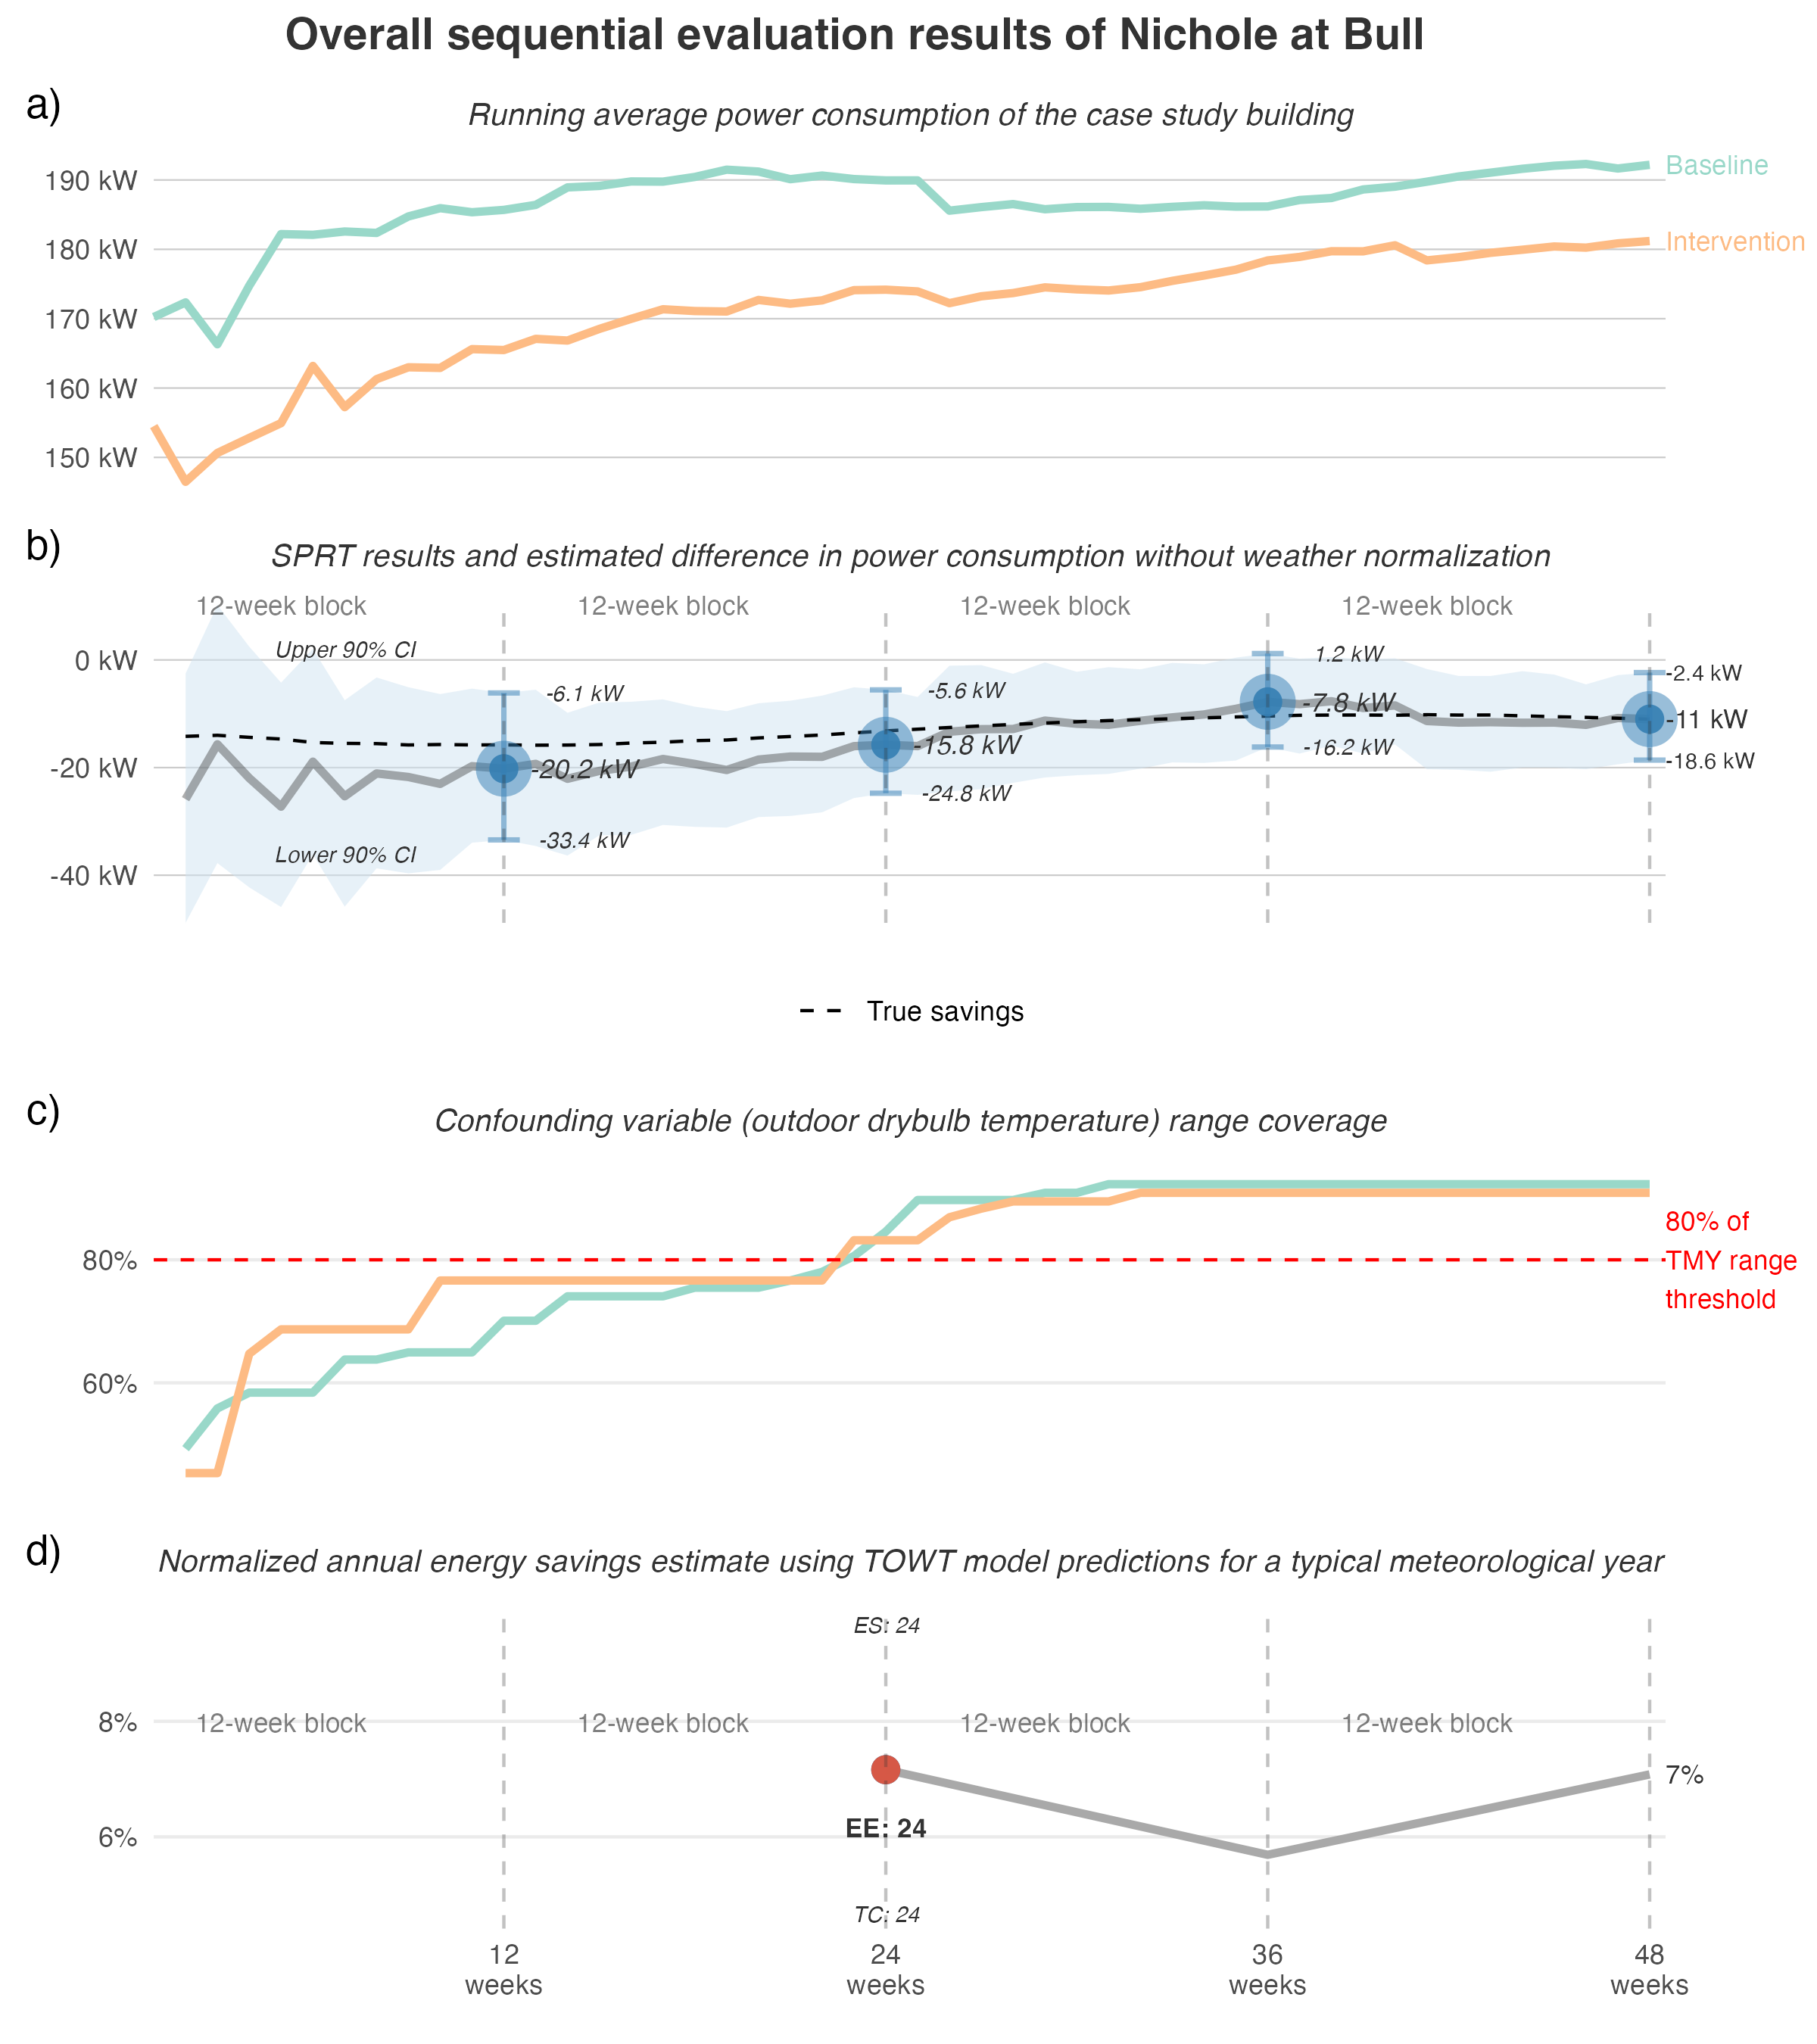 Overall sequential evaluation results of Nichole at Bull
a)
Running average power consumption of the case study building
190 kW
180 kW
170 kW
160 kW
150 kW
Baseline
Intervention
b)
SPRT results and estimated difference in power consumption without weather normalization
12-week block
12-week block
12-week block
12-week block
0 kW
-20 kW
-40 kW
Upper 90% CI
Lower 90% CI
-6.1 kW
-20.2 kW
-33.4 kW
-5.6 kW
-15.8 kW
-24.8 kW
1.2 kW
-7.8 kW
-16.2 kW
-2.4 kW
-11 kW
-18.6 kW
True savings
c)
Confounding variable (outdoor drybulb temperature) range coverage
80%
60%
80% of
TMY range
threshold
d)
Normalized annual energy savings estimate using TOWT model predictions for a typical meteorological year
ES: 24
8%
12-week block
12-week block
12-week block
12-week block
7%
EE: 24
6%
TC: 24
12
weeks
24
weeks
36
weeks
48
weeks